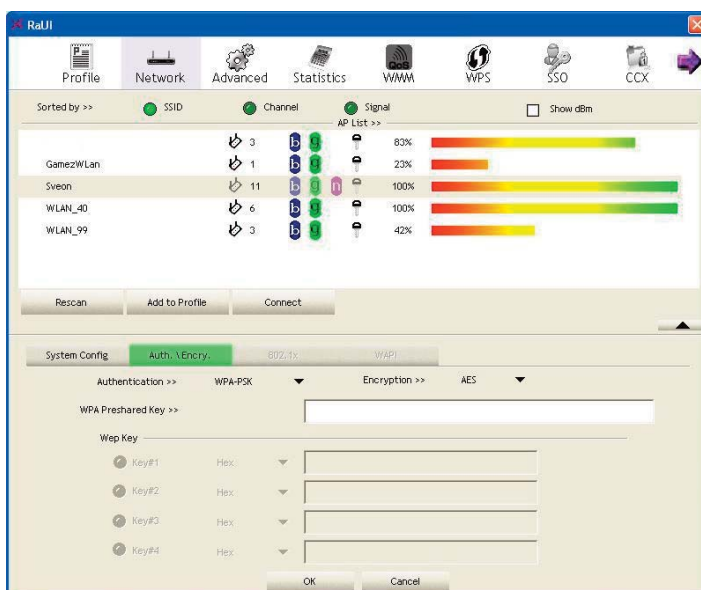 RaUI
Profile Network Advanced Statistics QoS WMM WPS SSO CCX
Sorted by >> SSID Channel Signal Show dBm
AP List >>
3 b g 83%
GamezWLan 1 b g 23%
Sveon 11 b g n 100%
WLAN_40 6 b g 100%
WLAN_99 3 b g 42%
Rescan Add to Profile Connect
System Config Auth. \ Encry. 802.1x WAPI
Authentication >> WPA-PSK Encryption >> AES
WPA Preshared Key >>
Wep Key
Key#1 Hex
Key#2 Hex
Key#3 Hex
Key#4 Hex
OK Cancel